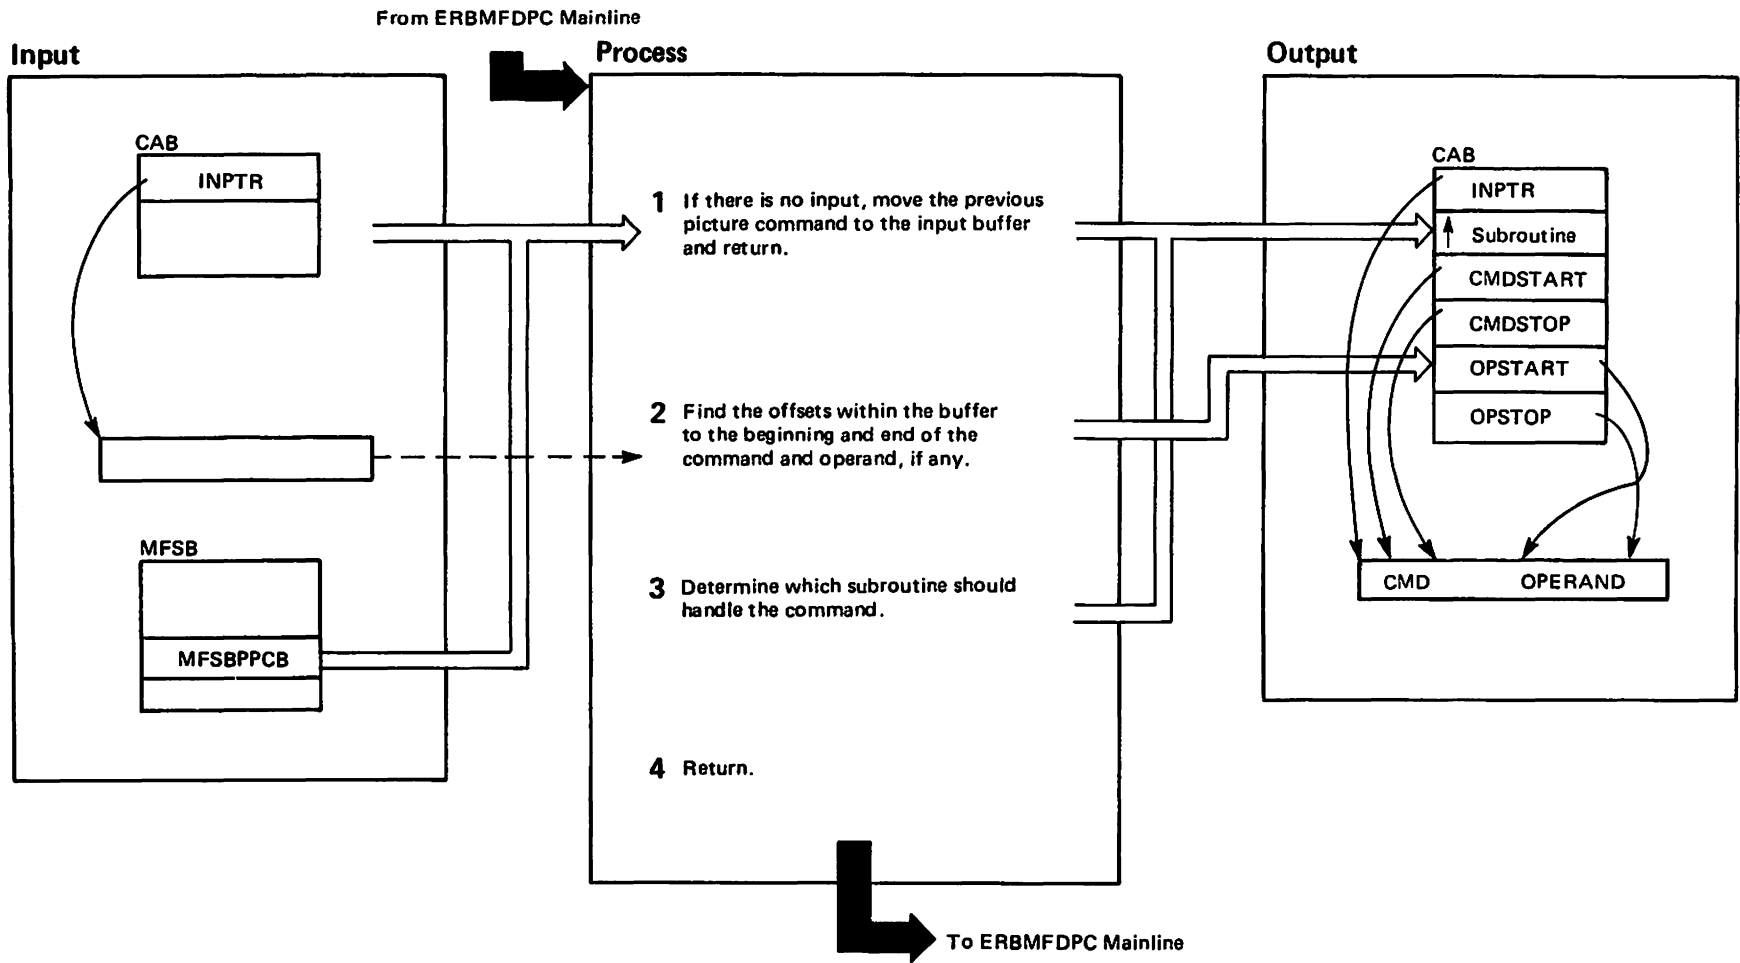 From ERBMFDPC Mainline
Input
Process
Output
CAB
INPTR
MFSB
MFSBPPCB
1 If there is no input, move the previous
picture command to the input buffer
and return.
2 Find the offsets within the buffer
to the beginning and end of the
command and operand, if any.
3 Determine which subroutine should
handle the command.
4 Return.
CAB
INPTR
Subroutine
CMDSTART
CMDSTOP
OPSTART
OPSTOP
CMD OPERAND
To ERBMFDPC Mainline